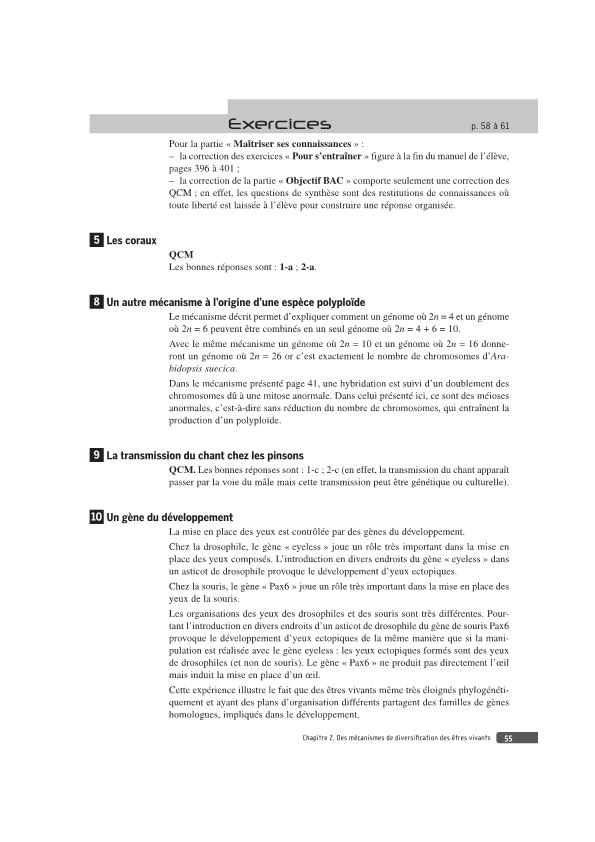 Exercices
p. 58 à 61
Pour la partie « Maîtriser ses connaissances » :
– la correction des exercices « Pour s'entraîner » figure à la fin du manuel de l'élève,
pages 396 à 401 ;
– la correction de la partie « Objectif BAC » comporte seulement une correction des
QCM ; en effet, les questions de synthèse sont des restitutions de connaissances où
toute liberté est laissée à l'élève pour construire une réponse organisée.
5 Les coraux
QCM
Les bonnes réponses sont : 1-a ; 2-a.
8 Un autre mécanisme à l'origine d'une espèce polyploïde
Le mécanisme décrit permet d'expliquer comment un génome où 2n = 4 et un génome
où 2n = 6 peuvent être combinés en un seul génome où 2n = 4 + 6 = 10.
Avec le même mécanisme un génome où 2n = 10 et un génome où 2n = 16 donne-
ront un génome où 2n = 26 or c'est exactement le nombre de chromosomes d'Ara-
bidopsis suecica.
Dans le mécanisme présenté page 41, une hybridation est suivi d'un doublement des
chromosomes dû à une mitose anormale. Dans celui présenté ici, ce sont des méioses
anormales, c'est-à-dire sans réduction du nombre de chromosomes, qui entraînent la
production d'un polyploïde.
9 La transmission du chant chez les pinsons
QCM. Les bonnes réponses sont : 1-c ; 2-c (en effet, la transmission du chant apparaît
passer par la voie du mâle mais cette transmission peut être génétique ou culturelle).
10 Un gène du développement
La mise en place des yeux est contrôlée par des gènes du développement.
Chez la drosophile, le gène « eyeless » joue un rôle très important dans la mise en
place des yeux composés. L'introduction en divers endroits du gène « eyeless » dans
un asticot de drosophile provoque le développement d'yeux ectopiques.
Chez la souris, le gène « Pax6 » joue un rôle très important dans la mise en place des
yeux de la souris.
Les organisations des yeux des drosophiles et des souris sont très différentes. Pour-
tant l'introduction en divers endroits d'un asticot de drosophile du gène de souris Pax6
provoque le développement d'yeux ectopiques de la même manière que si la mani-
pulation est réalisée avec le gène eyeless : les yeux ectopiques formés sont des yeux
de drosophiles (et non de souris). Le gène « Pax6 » ne produit pas directement l'œil
mais induit la mise en place d'un œil.
Cette expérience illustre le fait que des êtres vivants même très éloignés phylogénéti-
quement et ayant des plans d'organisation différents partagent des familles de gènes
homologues, impliqués dans le développement.
Chapitre 2. Des mécanismes de diversification des êtres vivants 55